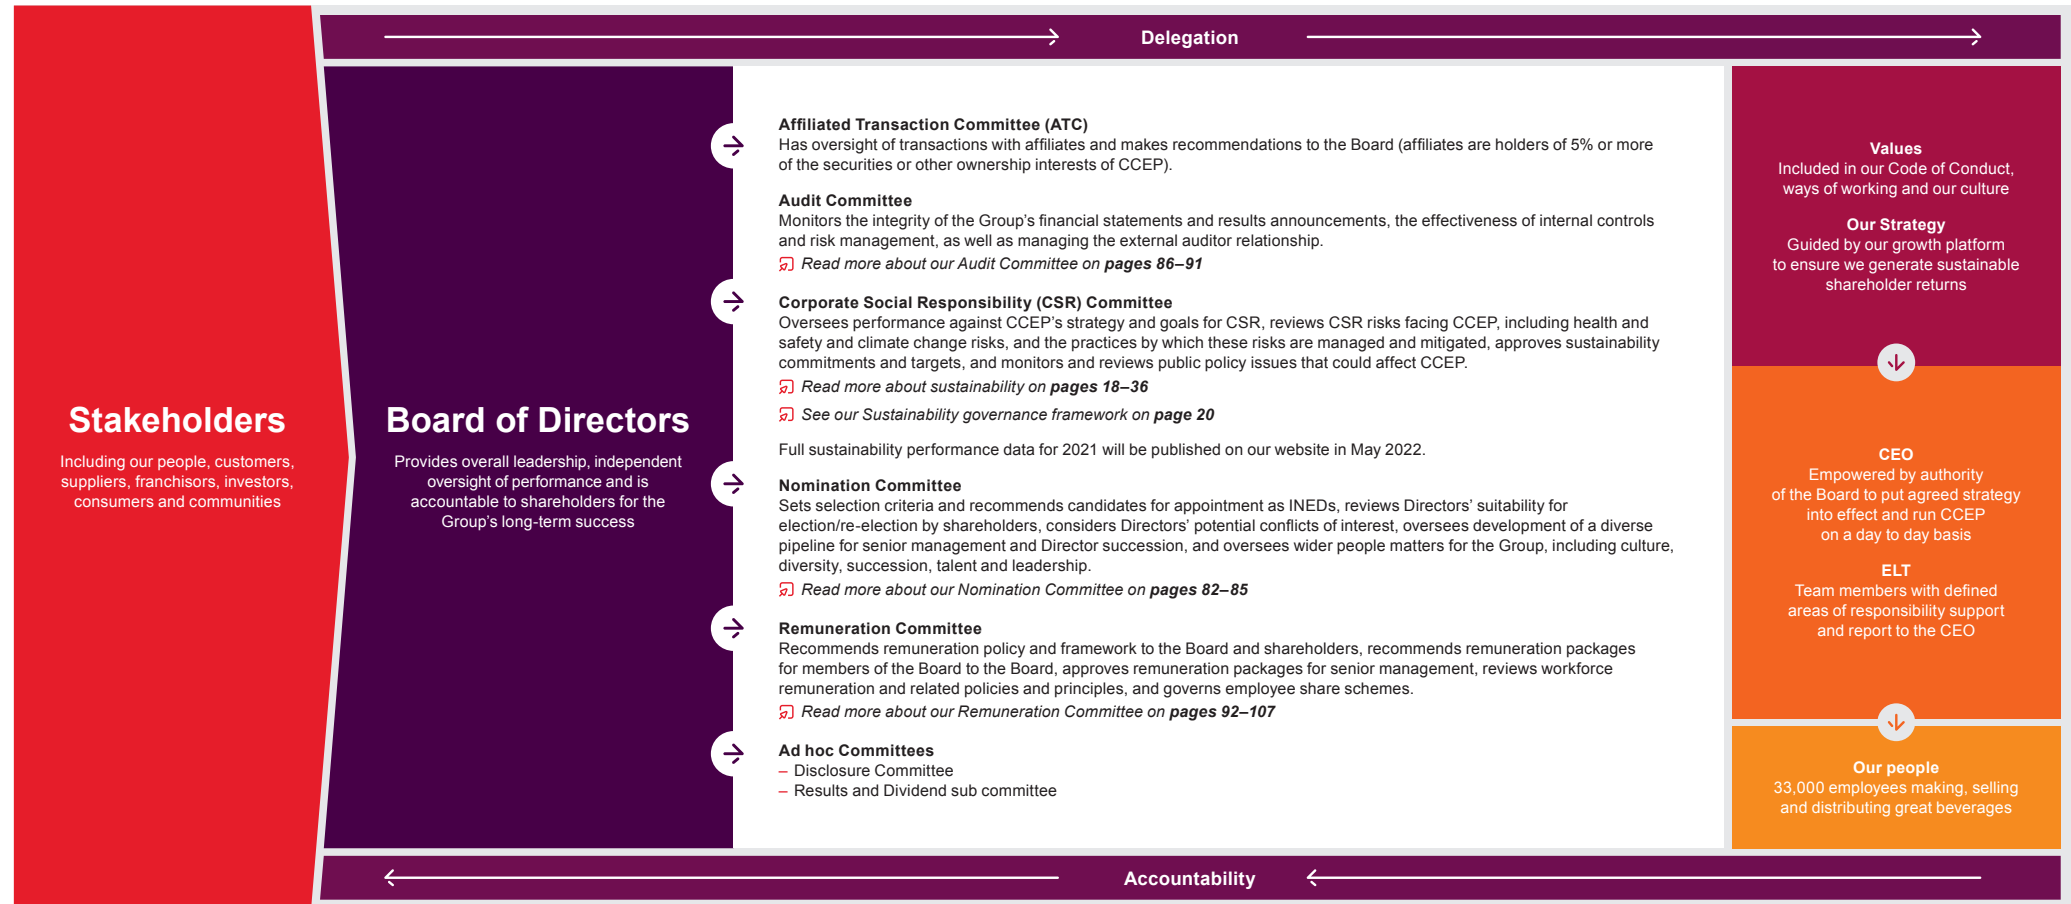 Delegation
Stakeholders
Including our people, customers,
suppliers, franchisors, investors,
consumers and communities
Board of Directors
Provides overall leadership, independent
oversight of performance and is
accountable to shareholders for the
Group’s long-term success
Affiliated Transaction Committee (ATC)
Has oversight of transactions with affiliates and makes recommendations to the Board (affiliates are holders of 5% or more
of the securities or other ownership interests of CCEP).
Audit Committee
Monitors the integrity of the Group’s financial statements and results announcements, the effectiveness of internal controls
and risk management, as well as managing the external auditor relationship.
Read more about our Audit Committee on pages 86–91
Corporate Social Responsibility (CSR) Committee
Oversees performance against CCEP’s strategy and goals for CSR, reviews CSR risks facing CCEP, including health and
safety and climate change risks, and the practices by which these risks are managed and mitigated, approves sustainability
commitments and targets, and monitors and reviews public policy issues that could affect CCEP.
Read more about sustainability on pages 18–36
See our Sustainability governance framework on page 20
Full sustainability performance data for 2021 will be published on our website in May 2022.
Nomination Committee
Sets selection criteria and recommends candidates for appointment as INEDs, reviews Directors’ suitability for
election/re-election by shareholders, considers Directors’ potential conflicts of interest, oversees development of a diverse
pipeline for senior management and Director succession, and oversees wider people matters for the Group, including culture,
diversity, succession, talent and leadership.
Read more about our Nomination Committee on pages 82–85
Remuneration Committee
Recommends remuneration policy and framework to the Board and shareholders, recommends remuneration packages
for members of the Board to the Board, approves remuneration packages for senior management, reviews workforce
remuneration and related policies and principles, and governs employee share schemes.
Read more about our Remuneration Committee on pages 92–107
Ad hoc Committees
– Disclosure Committee
– Results and Dividend sub committee
Values
Included in our Code of Conduct,
ways of working and our culture
Our Strategy
Guided by our growth platform
to ensure we generate sustainable
shareholder returns
CEO
Empowered by authority
of the Board to put agreed strategy
into effect and run CCEP
on a day to day basis
ELT
Team members with defined
areas of responsibility support
and report to the CEO
Our people
33,000 employees making, selling
and distributing great beverages
Accountability